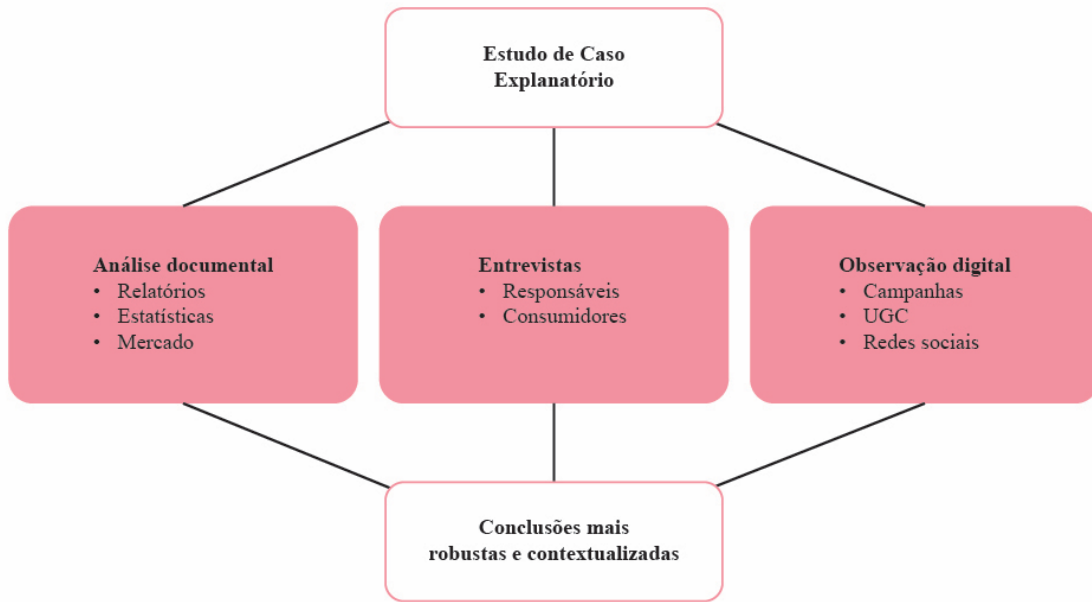 Estudo de Caso
Explanatório
Análise documental
• Relatórios
• Estatísticas
• Mercado
Entrevistas
• Responsáveis
• Consumidores
Observação digital
• Campanhas
• UGC
• Redes sociais
Conclusões mais
robustas e contextualizadas